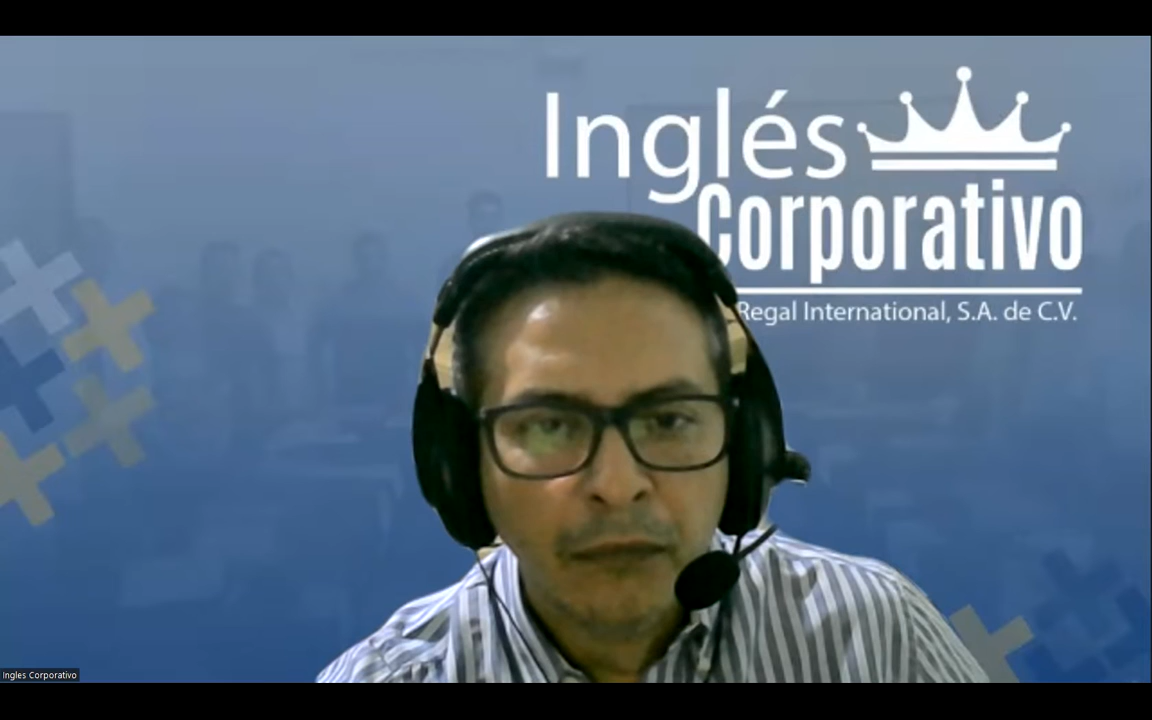 Inglés
Corporativo
Regal International, S.A. de C.V.
Ingles Corporativo